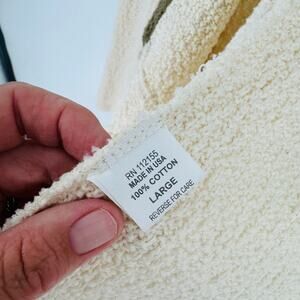 RN 112155
MADE IN USA
100% COTTON
LARGE
REVERSE FOR CARE